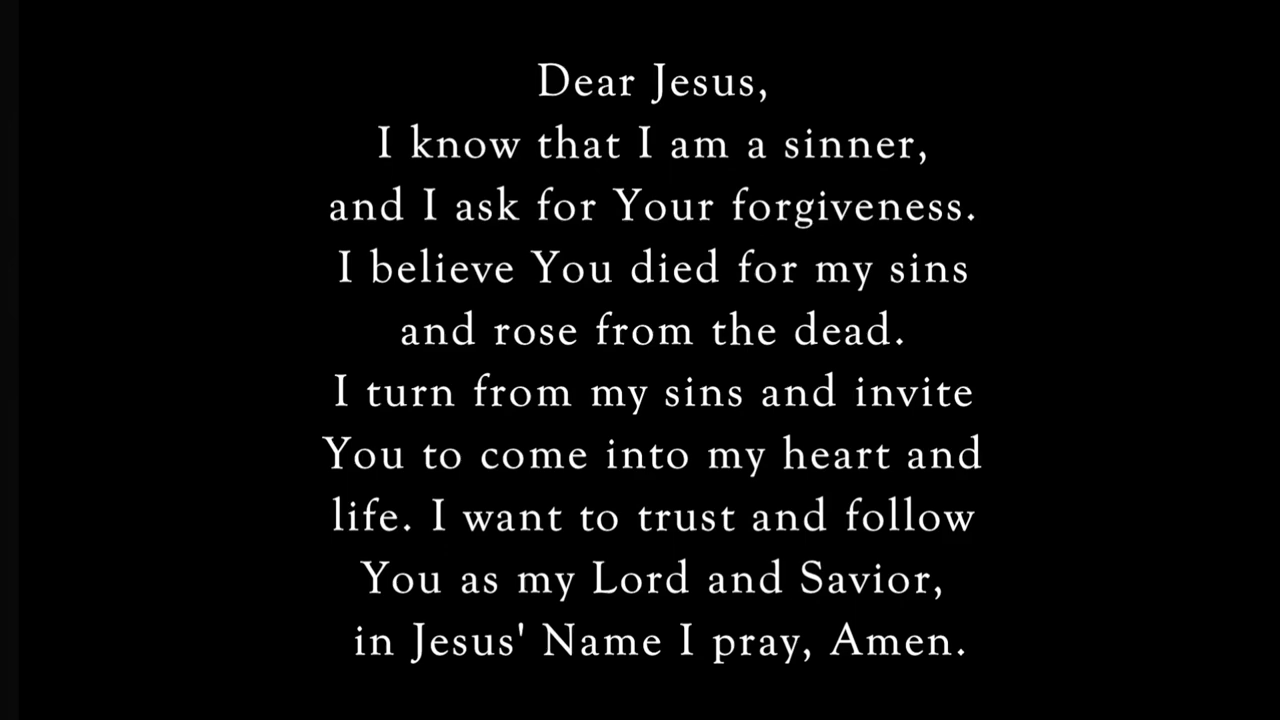 Dear Jesus,
I know that I am a sinner,
and I ask for Your forgiveness.
I believe You died for my sins
and rose from the dead.
I turn from my sins and invite
You to come into my heart and
life. I want to trust and follow
You as my Lord and Savior,
in Jesus' Name I pray, Amen.